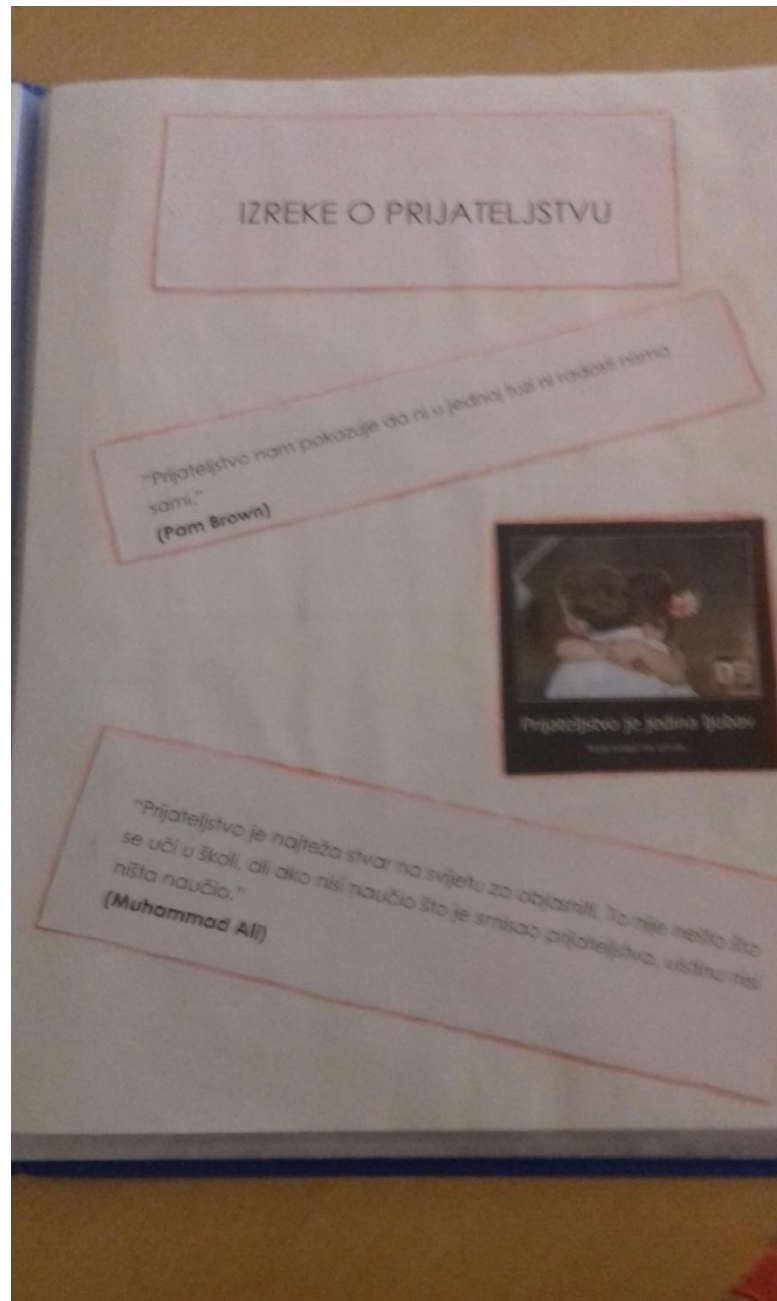 IZREKE O PRIJATELJSTVU
"Prijateljstvo nam pokazuje da ni u jednoj tuzi ni radosti nismo
sami."
(Pam Brown)
Prijateljstvo je jedina ljubav
"Prijateljstvo je najteža stvar na svijetu za objasniti. To nije nešto što
se uči u školi, ali ako nisi naučio što je smisao prijateljstva, uistinu nisi
ništa naučio."
(Muhammad Ali)